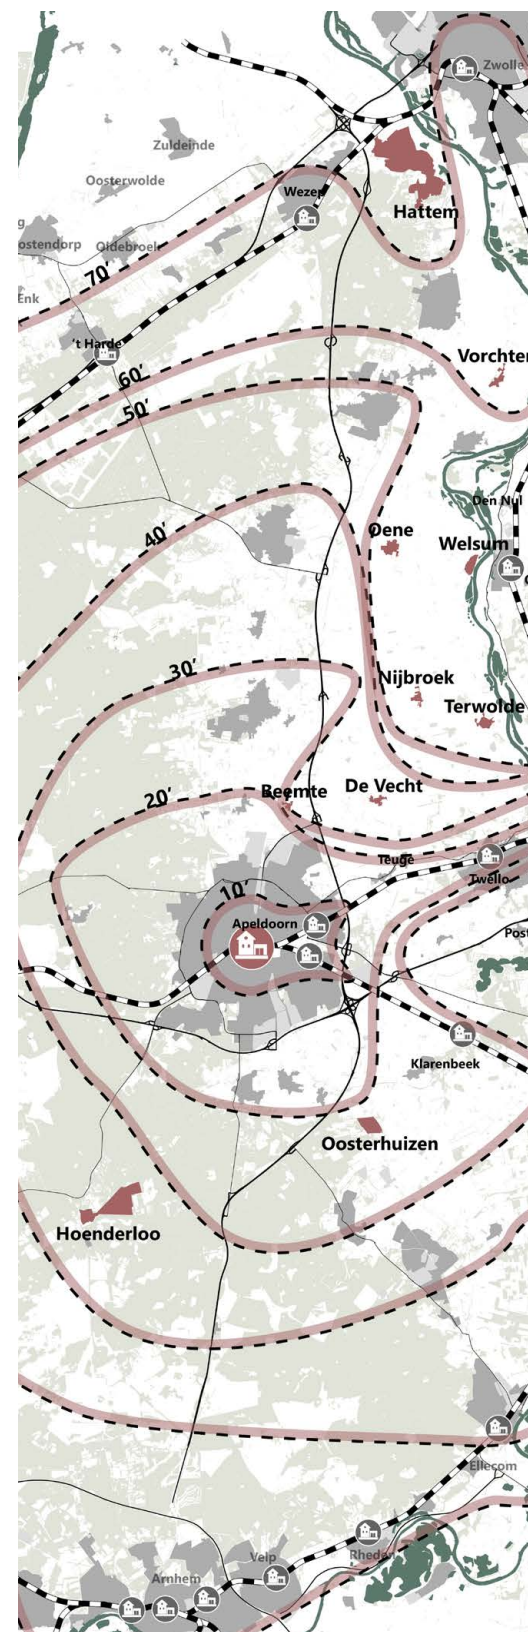 Zwolle
Zuldeinde
Oosterwolde
Wezep
Hattem
g
ostendorp
Oldebroek
70'
Enk
't Harde
60'
Vorchten
50'
Den Nul
40'
Oene
Welsum
30'
Nijbroek
Terwolde
20'
Beemte
De Vecht
Teuge
Twello
10'
Apeldoorn
Post
Klarenbeek
Oosterhuizen
Hoenderloo
Ellecom
Velp
Rheden
Arnhem